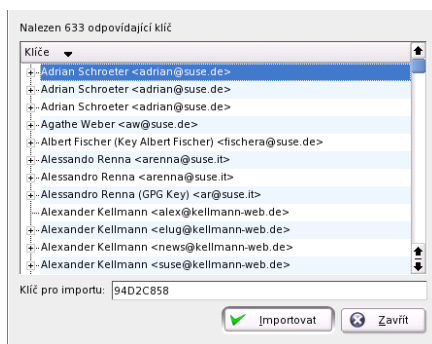 Nalezen 633 odpovídající klíč
Klíče
Adrian Schroeter <adrian@suse.de>
Adrian Schroeter <adrian@suse.de>
Adrian Schroeter <adrian@suse.de>
Agathe Weber <aw@suse.de>
Albert Fischer (Key Albert Fischer) <fischera@suse.de>
Alessando Renna <arenna@suse.it>
Alessandro Renna <arenna@suse.it>
Alessandro Renna (GPG Key) <ar@suse.it>
Alexander Kellmann <alex@kellmann-web.de>
Alexander Kellmann <elug@kellmann-web.de>
Alexander Kellmann <news@kellmann-web.de>
Alexander Kellmann <suse@kellmann-web.de>
Klíč pro importu: 94D2C858
Importovat Zavřít